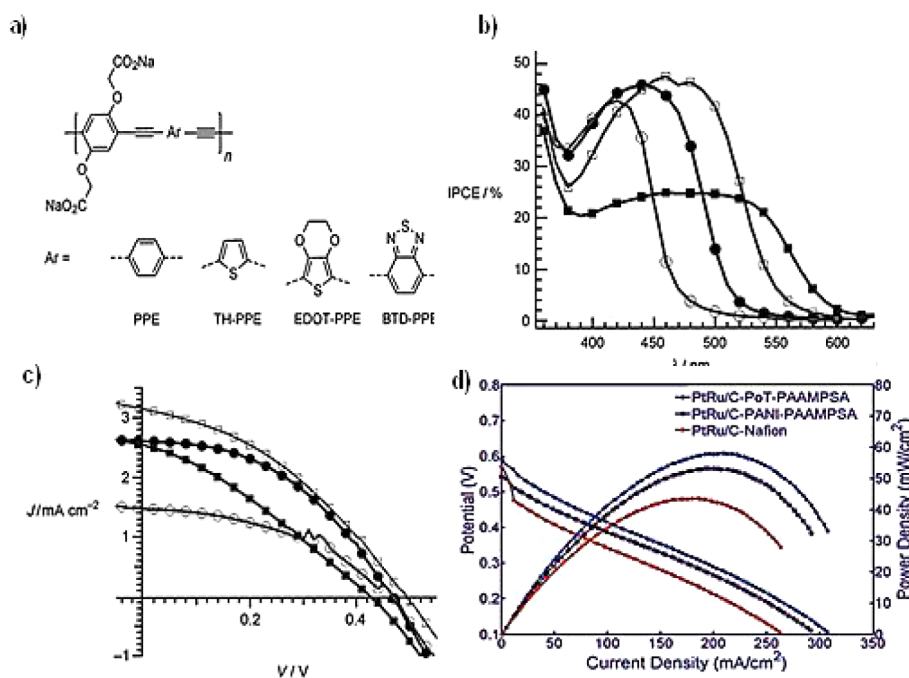 a)
CO₂Na
O
Ar
n
O
NaO₂C
Ar =
O O
N S N
S
S
PPE TH-PPE EDOT-PPE BTD-PPE
b)
50
40
30
IPCE / %
20
10
0
400 450 500 550 600
λ / nm
c)
3
2
J/mA cm⁻²
1
0.2 0.4
−1
V / V
d)
0.8 80
PtRu/C-PoT-PAAMPSA
PtRu/C-PANI-PAAMPSA
PtRu/C-Nafion
0.7 70
0.6 60
0.5 50
0.4 40
0.3 30
0.2 20
0.1 0
Potential (V)
Power Density (mW/cm²)
0 50 100 150 200 250 300 350
Current Density (mA/cm²)